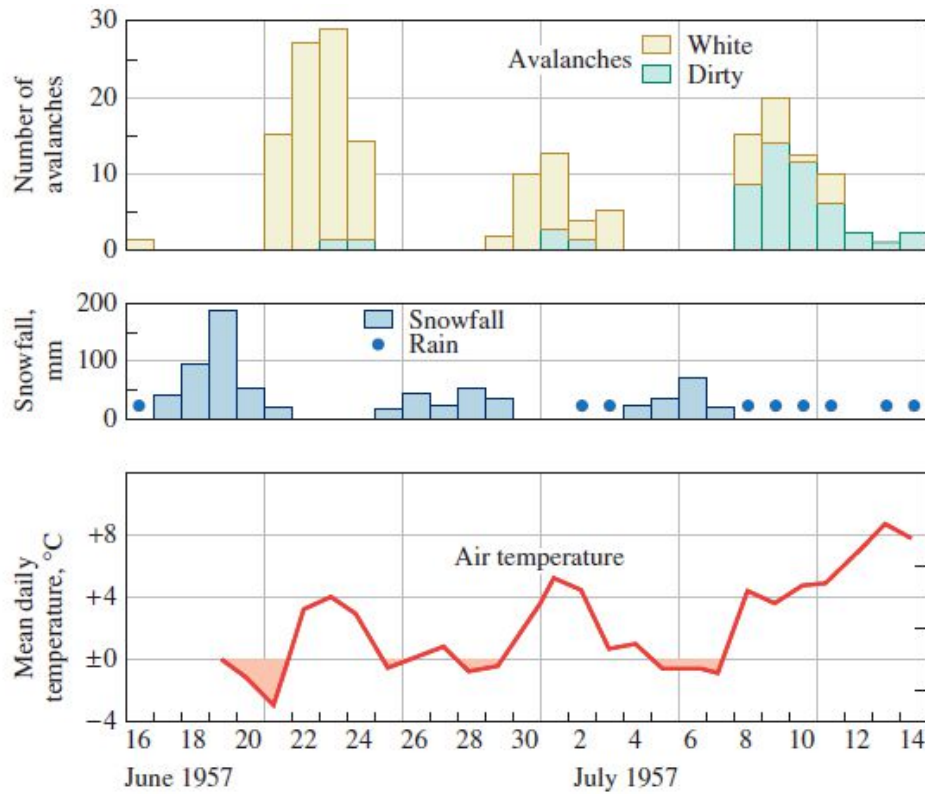 30
20
10
0
Number of
avalanches
Avalanches
White
Dirty
200
100
0
Snowfall,
mm
Snowfall
Rain
+8
+4
±0
−4
Mean daily
temperature, °C
Air temperature
16 18 20 22 24 26 28 30 2 4 6 8 10 12 14
June 1957 July 1957